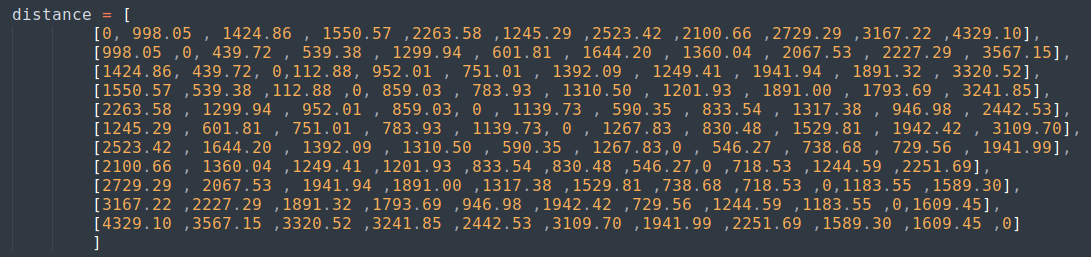 distance = [
[0, 998.05 , 1424.86 , 1550.57 ,2263.58 ,1245.29 ,2523.42 ,2100.66 ,2729.29 ,3167.22 ,4329.10],
[998.05 ,0, 439.72 , 539.38 , 1299.94 , 601.81 , 1644.20 , 1360.04 , 2067.53 , 2227.29 , 3567.15],
[1424.86, 439.72, 0,112.88, 952.01 , 751.01 , 1392.09 , 1249.41 , 1941.94 , 1891.32 , 3320.52],
[1550.57 ,539.38 ,112.88 ,0, 859.03 , 783.93 , 1310.50 , 1201.93 , 1891.00 , 1793.69 , 3241.85],
[2263.58 , 1299.94 , 952.01 , 859.03, 0 , 1139.73 , 590.35 , 833.54 , 1317.38 , 946.98 , 2442.53],
[1245.29 , 601.81 , 751.01 , 783.93 , 1139.73, 0 , 1267.83 , 830.48 , 1529.81 , 1942.42 , 3109.70],
[2523.42 , 1644.20 , 1392.09 , 1310.50 , 590.35 , 1267.83,0 , 546.27 , 738.68 , 729.56 , 1941.99],
[2100.66 , 1360.04 ,1249.41 ,1201.93 ,833.54 ,830.48 ,546.27,0 ,718.53 ,1244.59 ,2251.69],
[2729.29 , 2067.53 , 1941.94 ,1891.00 ,1317.38 ,1529.81 ,738.68 ,718.53 ,0,1183.55 ,1589.30],
[3167.22 ,2227.29 ,1891.32 ,1793.69 ,946.98 ,1942.42 ,729.56 ,1244.59 ,1183.55 ,0,1609.45],
[4329.10 ,3567.15 ,3320.52 ,3241.85 ,2442.53 ,3109.70 ,1941.99 ,2251.69 ,1589.30 ,1609.45 ,0]
]